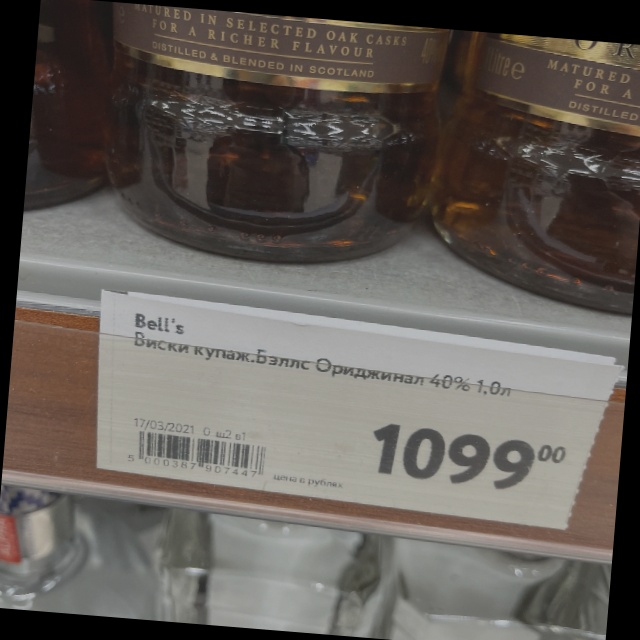 MATURED IN SELECTED OAK CASKS
FOR A RICHER FLAVOUR
DISTILLED & BLENDED IN SCOTLAND
MATURED
FOR A
DISTILLED
Bell's
Виски купаж.Бэллс Ориджинал 40% 1,0л
17/03/2021
1099 00
5 000387 907447
цена в рублях